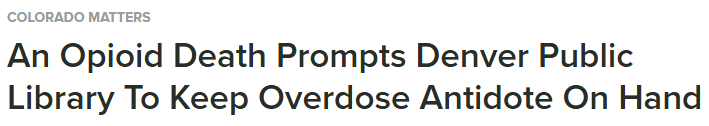 COLORADO MATTERS
An Opioid Death Prompts Denver Public
Library To Keep Overdose Antidote On Hand